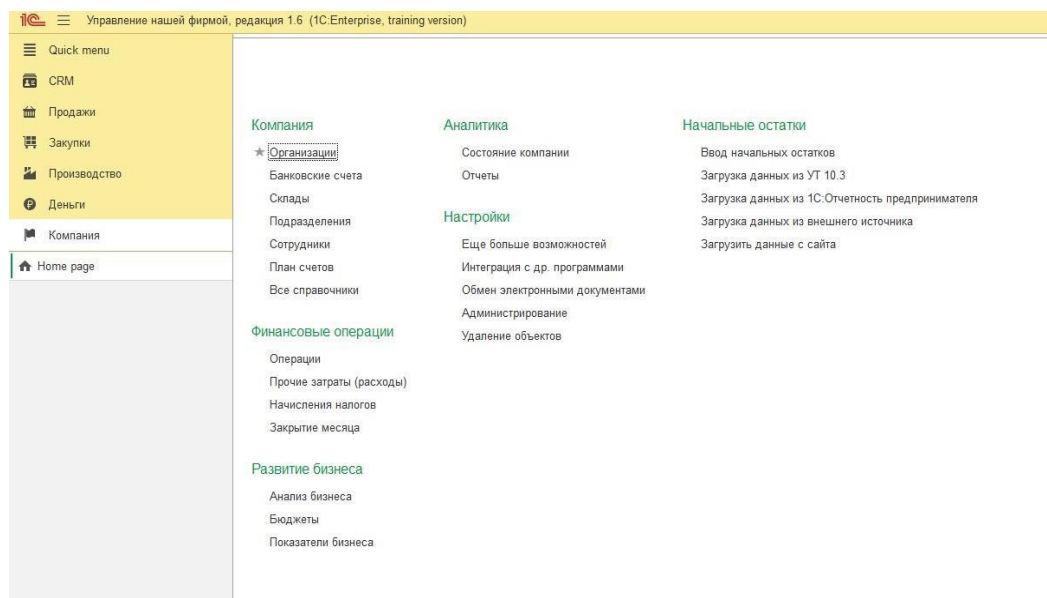 1С Управление нашей фирмой, редакция 1.6 (1C:Enterprise, training version)
Quick menu
CRM
Продажи
Закупки
Производство
Деньги
Компания
Home page
Компания
Организации
Банковские счета
Склады
Подразделения
Сотрудники
План счетов
Все справочники
Финансовые операции
Операции
Прочие затраты (расходы)
Начисления налогов
Закрытие месяца
Развитие бизнеса
Анализ бизнеса
Бюджеты
Показатели бизнеса
Аналитика
Состояние компании
Отчеты
Настройки
Еще больше возможностей
Интеграция с др. программами
Обмен электронными документами
Администрирование
Удаление объектов
Начальные остатки
Ввод начальных остатков
Загрузка данных из УТ 10.3
Загрузка данных из 1С:Отчетность предпринимателя
Загрузка данных из внешнего источника
Загрузить данные с сайта